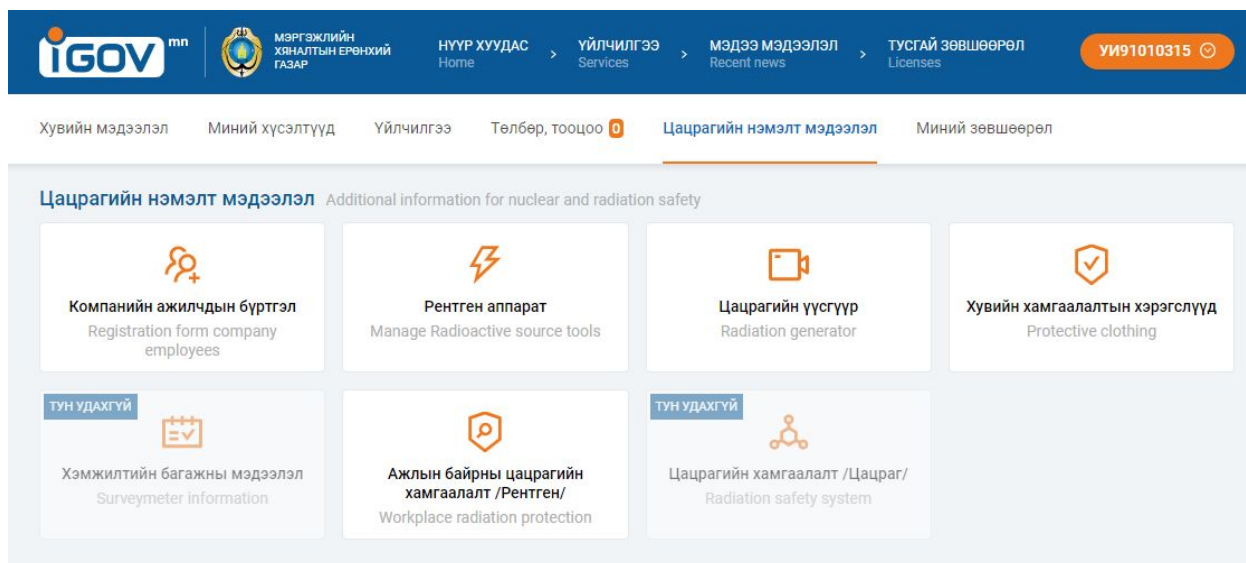 iGOV мп
МЭРГЭЖЛИЙН
ХЯНАЛТЫН ЕРӨНХИЙ
ГАЗАР
НҮҮР ХУУДАС
Home
ҮЙЛЧИЛГЭЭ
Services
МЭДЭЭ МЭДЭЭЛЭЛ
Recent news
ТУСГАЙ ЗӨВШӨӨРӨЛ
Licenses
УИ91010315
Хувийн мэдээлэл
Миний хүсэлтүүд
Үйлчилгээ
Төлбөр, тооцоо 0
Цацрагийн нэмэлт мэдээлэл
Миний зөвшөөрөл
Цацрагийн нэмэлт мэдээлэл Additional information for nuclear and radiation safety
Компанийн ажилчдын бүртгэл
Registration form company
employees
Рентген аппарат
Manage Radioactive source tools
Цацрагийн үүсгүүр
Radiation generator
Хувийн хамгаалалтын хэрэгслүүд
Protective clothing
ТУН УДАХГҮЙ
Хэмжилтийн багажны мэдээлэл
Surveymeter information
Ажлын байрны цацрагийн
хамгаалалт /Рентген/
Workplace radiation protection
ТУН УДАХГҮЙ
Цацрагийн хамгаалалт /Цацраг/
Radiation safety system